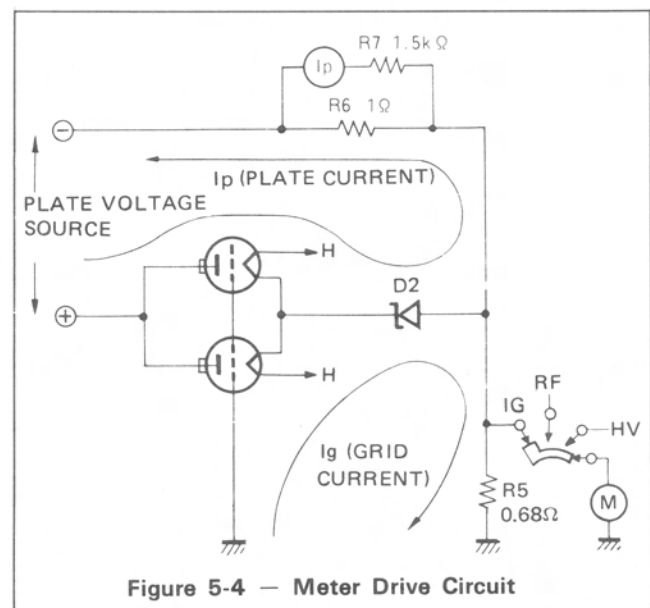 R7 1.5kΩ
Ip
R6 1Ω
⊖
Ip (PLATE CURRENT)
PLATE VOLTAGE
SOURCE
H
D2
⊕
H
RF
IG
HV
Ig (GRID
CURRENT)
R5
0.68Ω
M
Figure 5-4 — Meter Drive Circuit